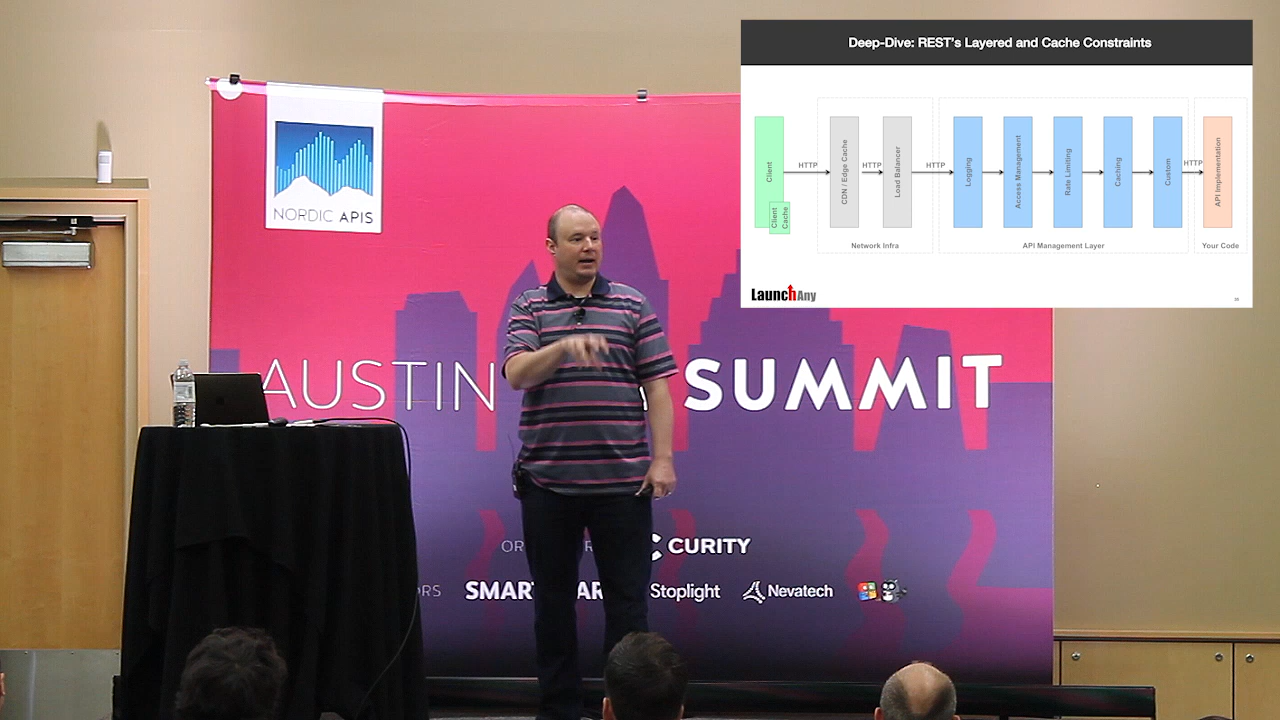 Deep-Dive: REST's Layered and Cache Constraints
Client
Client
Cache
HTTP
CDN / Edge Cache
HTTP
Load Balancer
HTTP
Logging
Access Management
Rate Limiting
Caching
Custom
HTTP
API Implementation
Network Infra
API Management Layer
Your Code
LaunchAny
NORDIC APIS
AUSTIN SUMMIT
CURITY
SMAR
Stoplight
Nevatech